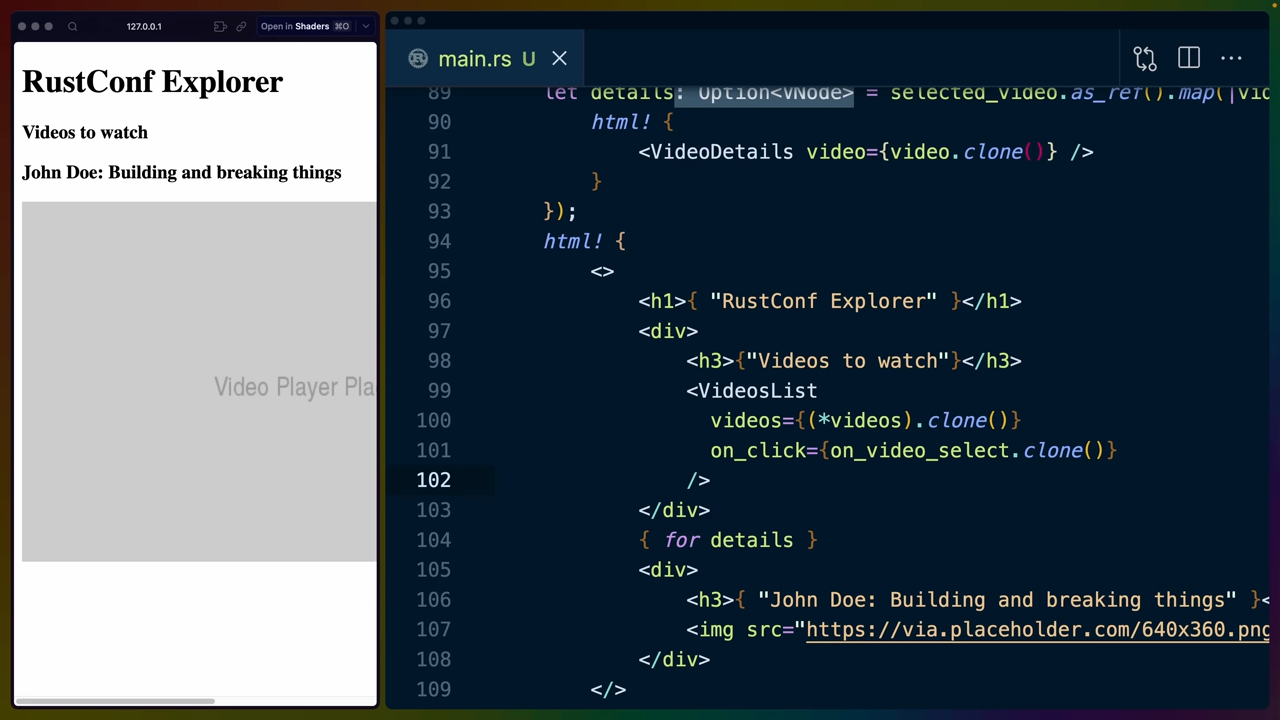 127.0.0.1
Open in Shaders ⌘O
RustConf Explorer
Videos to watch
John Doe: Building and breaking things
Video Player Pla
main.rs U
89 let details: Option<VNode> = selected_video.as_ref().map(|vid
90 html! {
91 <VideoDetails video={video.clone()} />
92 }
93 });
94 html! {
95 <>
96 <h1>{ "RustConf Explorer" }</h1>
97 <div>
98 <h3>{"Videos to watch"}</h3>
99 <VideosList
100 videos={(*videos).clone()}
101 on_click={on_video_select.clone()}
102 />
103 </div>
104 { for details }
105 <div>
106 <h3>{ "John Doe: Building and breaking things" }<
107 <img src="https://via.placeholder.com/640x360.png
108 </div>
109 </>